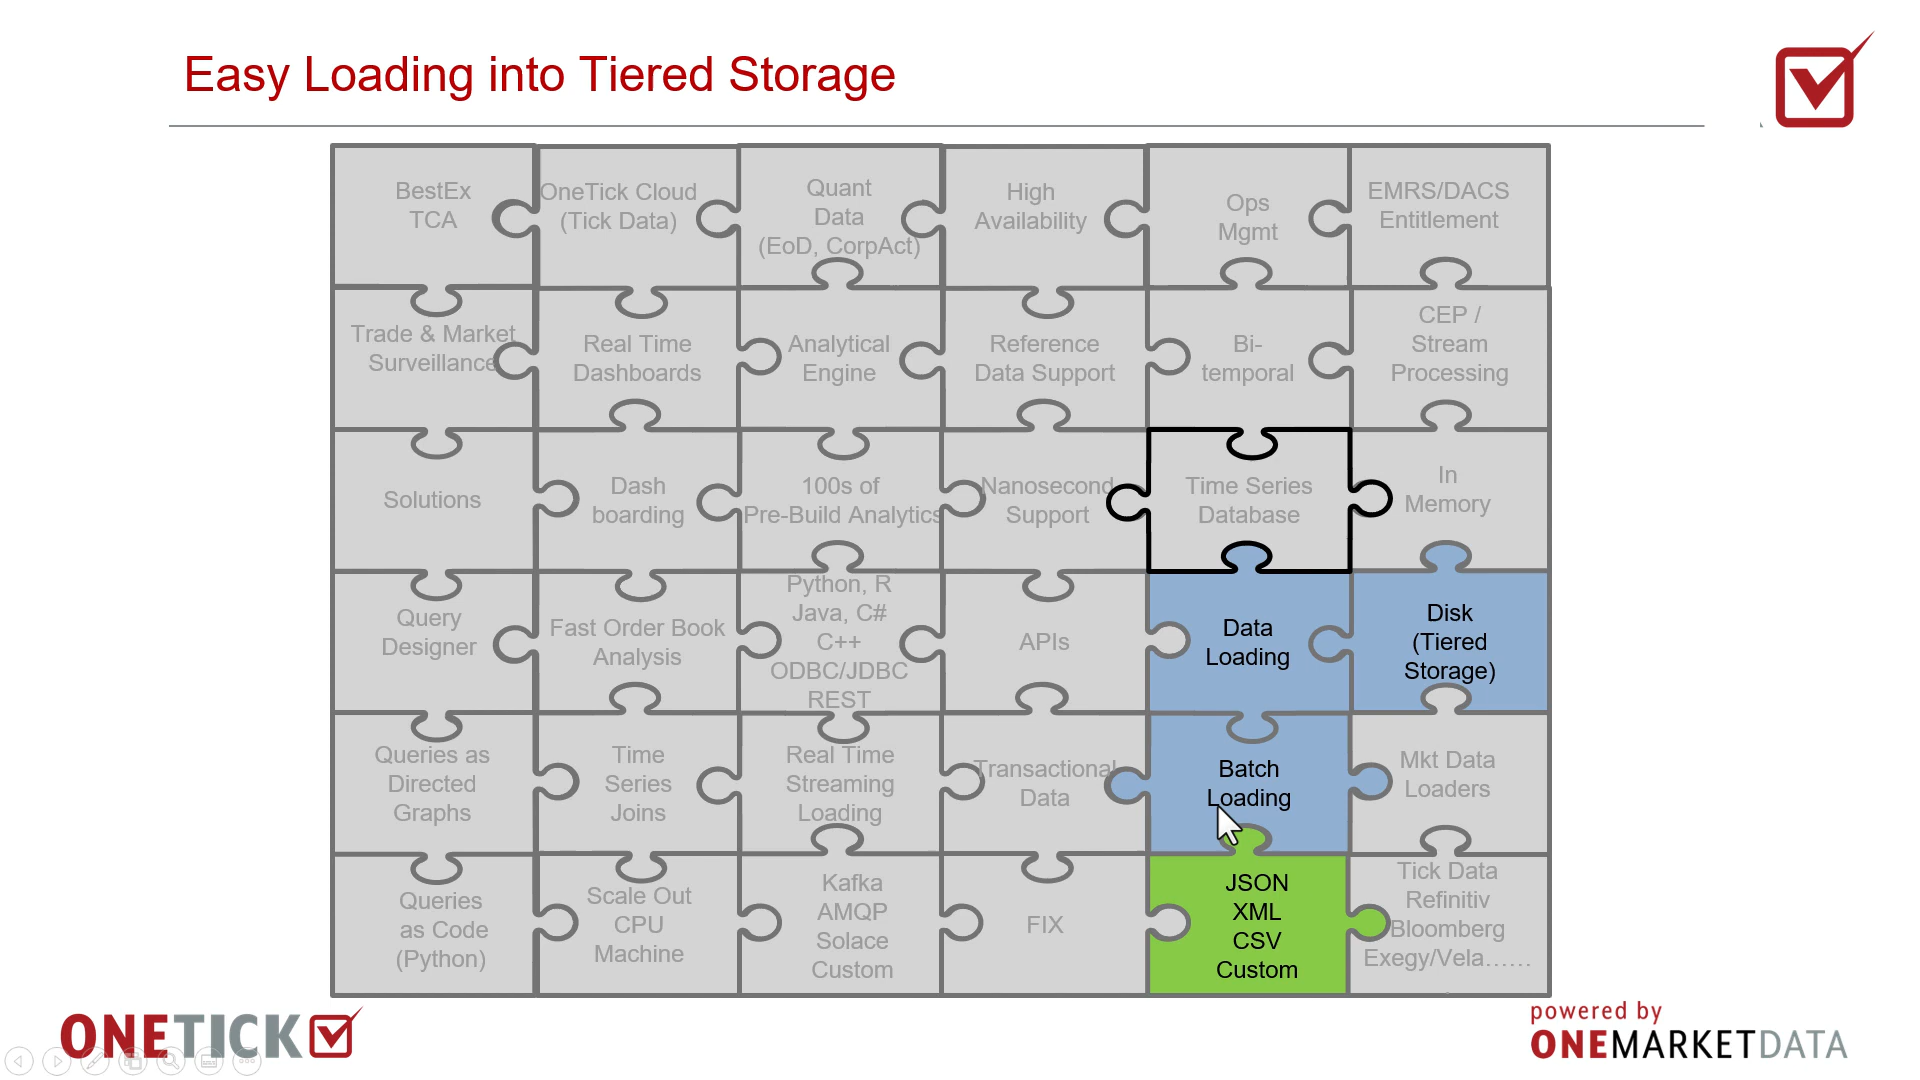 Easy Loading into Tiered Storage
BestEx
TCA
OneTick Cloud
(Tick Data)
Quant
Data
(EoD, CorpAct)
High
Availability
Ops
Mgmt
EMRS/DACS
Entitlement
Trade & Market
Surveillance
Real Time
Dashboards
Analytical
Engine
Reference
Data Support
Bi-
temporal
CEP /
Stream
Processing
Solutions
Dash
boarding
100s of
Pre-Build Analytics
Nanosecond
Support
Time Series
Database
In
Memory
Query
Designer
Fast Order Book
Analysis
Python, R
Java, C#
C++
ODBC/JDBC
REST
APIs
Data
Loading
Disk
(Tiered
Storage)
Queries as
Directed
Graphs
Time
Series
Joins
Real Time
Streaming
Loading
Transactional
Data
Batch
Loading
Mkt Data
Loaders
Queries
as Code
(Python)
Scale Out
CPU
Machine
Kafka
AMQP
Solace
Custom
FIX
JSON
XML
CSV
Custom
Tick Data
Refinitiv
Bloomberg
Exegy/Vela……
ONETICK
powered by
ONEMARKETDATA